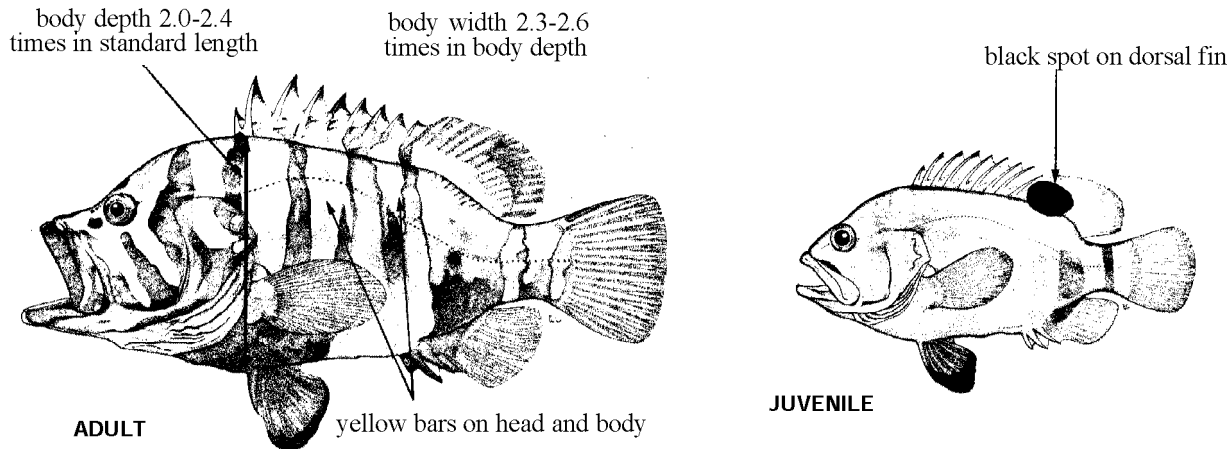 body depth 2.0-2.4
times in standard length
body width 2.3-2.6
times in body depth
black spot on dorsal fin
yellow bars on head and body
ADULT
JUVENILE